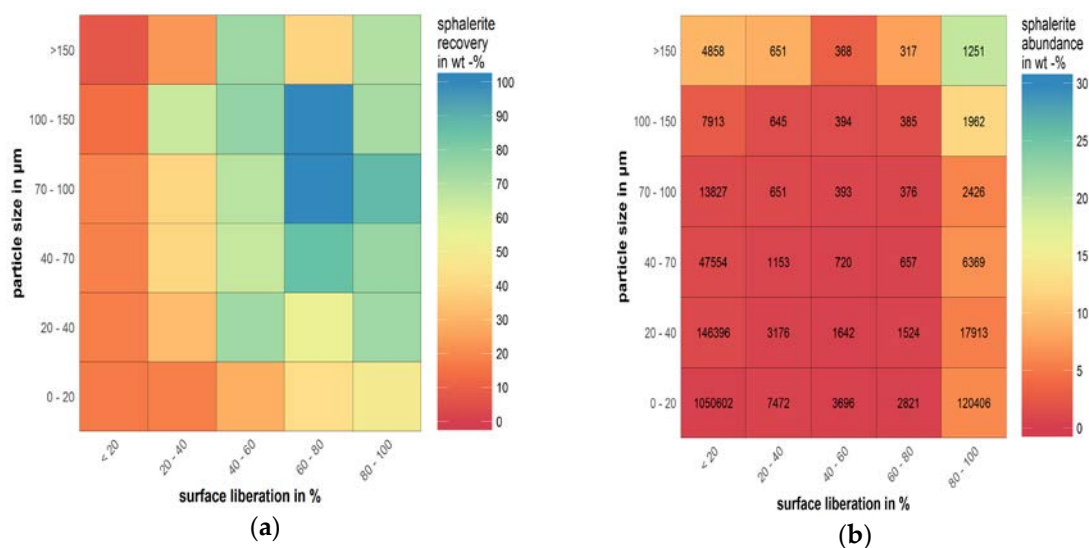 sphalerite
recovery
in wt -%
100
90
80
70
60
50
40
30
20
10
0
particle size in µm
>150
100 - 150
70 - 100
40 - 70
20 - 40
0 - 20
< 20
20 - 40
40 - 60
60 - 80
80 - 100
surface liberation in %
(a)
sphalerite
abundance
in wt -%
30
25
20
15
10
5
0
particle size in µm
>150 4858 651 368 317 1251
100 - 150 7913 645 394 385 1962
70 - 100 13827 651 393 376 2426
40 - 70 47554 1153 720 657 6369
20 - 40 146396 3176 1642 1524 17913
0 - 20 1050602 7472 3696 2821 120406
< 20
20 - 40
40 - 60
60 - 80
80 - 100
surface liberation in %
(b)